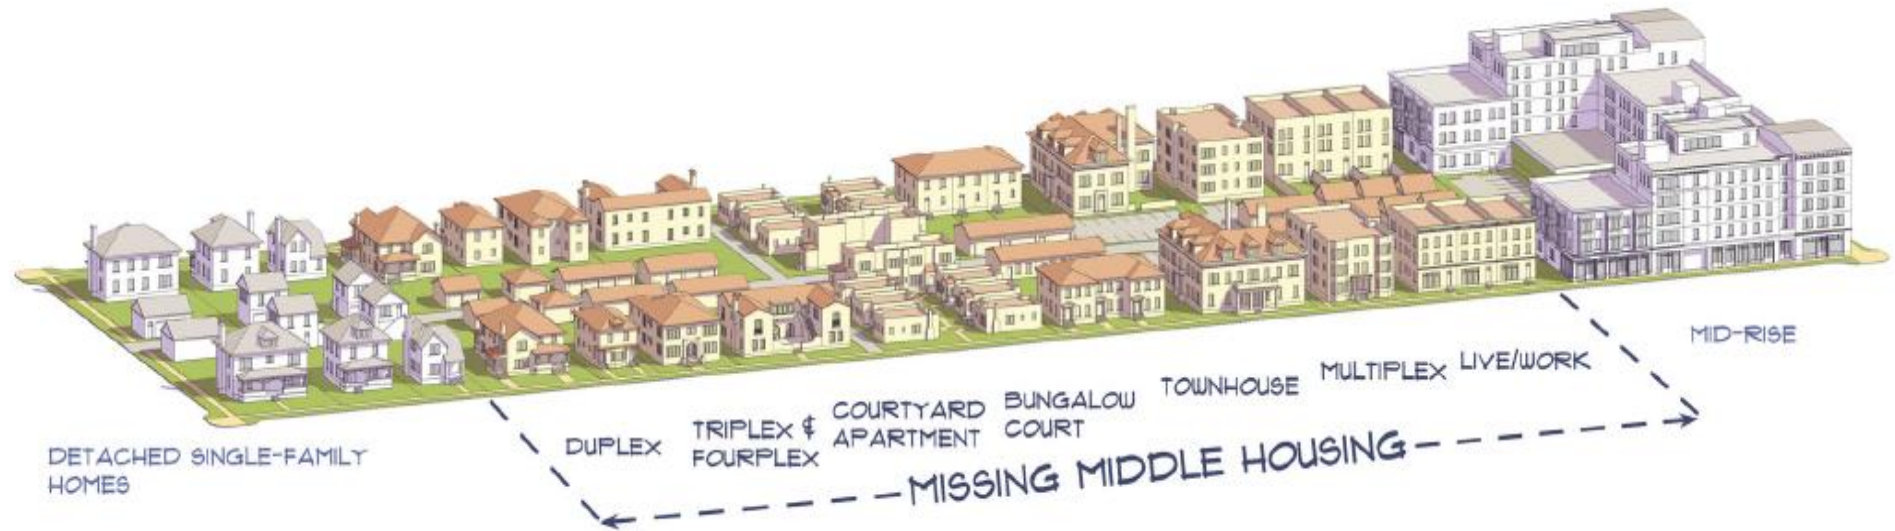 DETACHED SINGLE-FAMILY
HOMES
DUPLEX
TRIPLEX &
FOURPLEX
COURTYARD
APARTMENT
BUNGALOW
COURT
TOWNHOUSE
MULTIPLEX
LIVE/WORK
MID-RISE
MISSING MIDDLE HOUSING